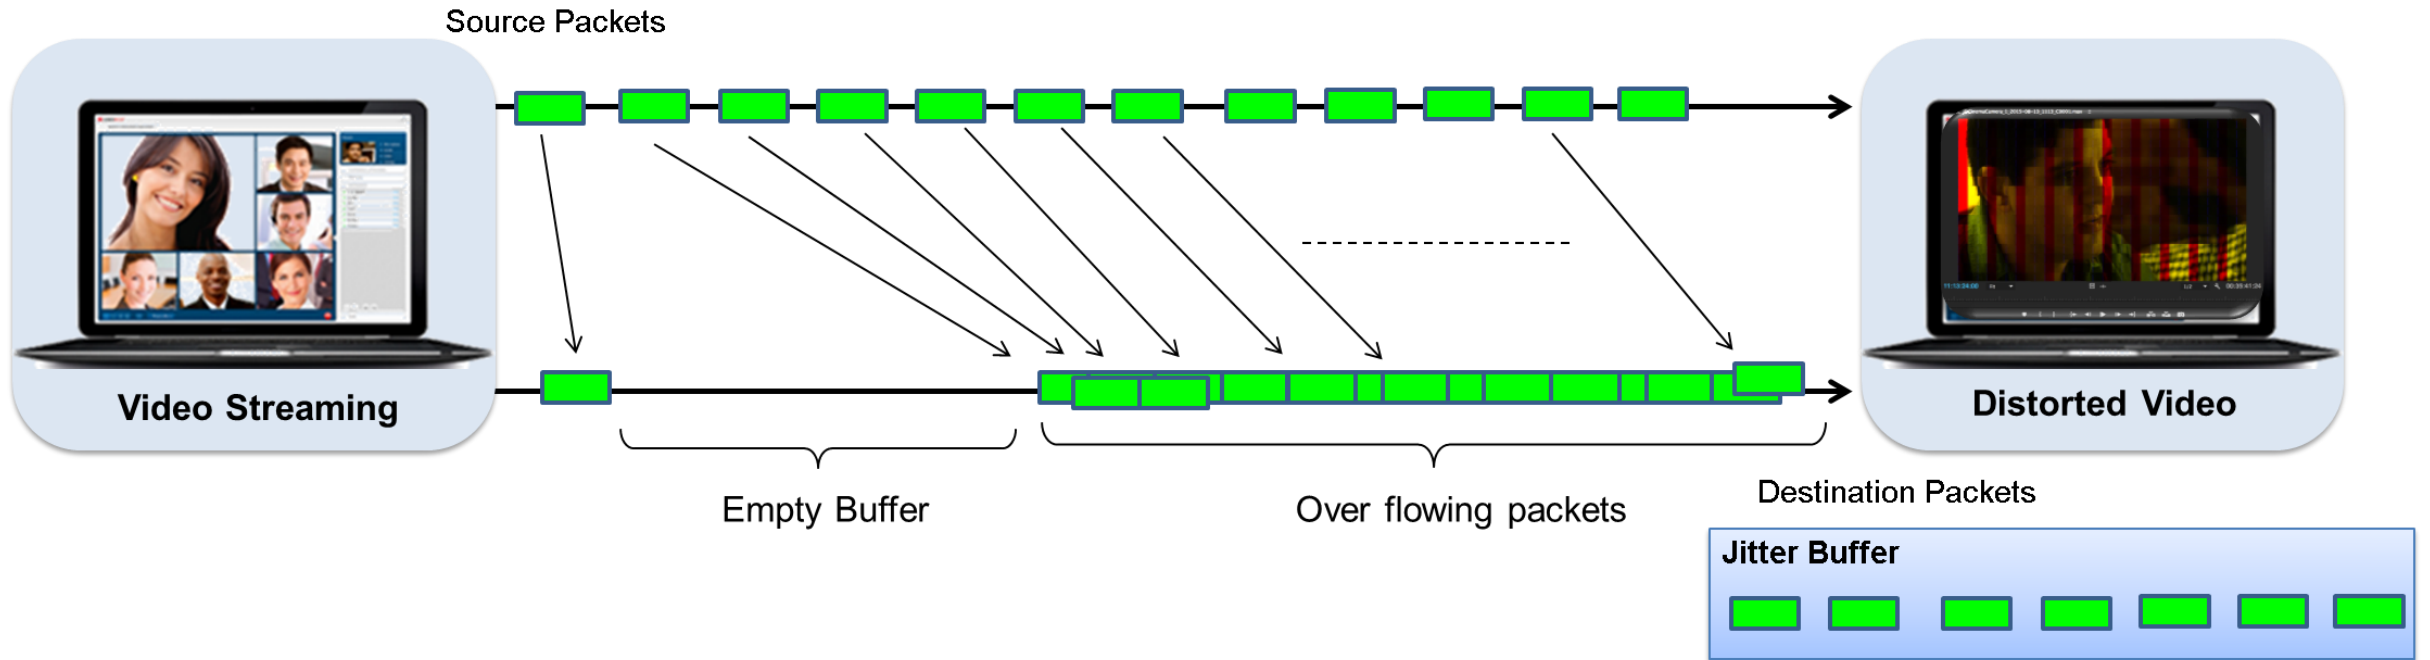 Source Packets
Video Streaming
Distorted Video
Empty Buffer
Over flowing packets
Destination Packets
Jitter Buffer